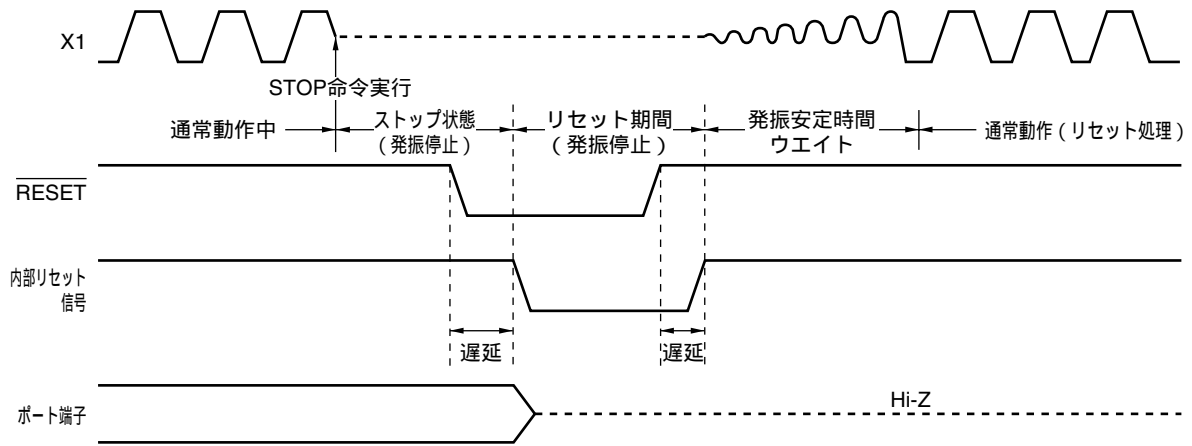 X1
STOP命令実行
通常動作中
ストップ状態
(発振停止)
リセット期間
(発振停止)
発振安定時間
ウエイト
通常動作(リセット処理)
RESET
内部リセット
信号
遅延
遅延
ポート端子
Hi-Z